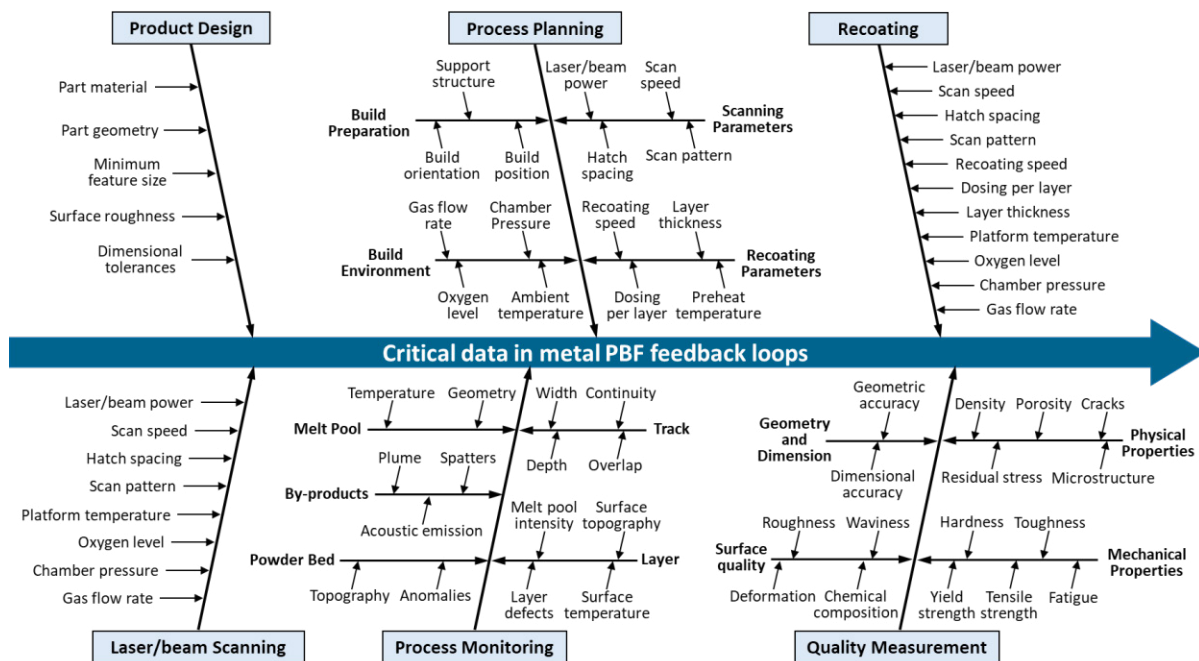 Product Design
Process Planning
Recoating
Part material
Part geometry
Minimum
feature size
Surface roughness
Dimensional
tolerances
Support
structure
Build
Preparation
Build
orientation
Build
position
Laser/beam
power
Scan
speed
Scanning
Parameters
Hatch
spacing
Scan pattern
Gas flow
rate
Chamber
Pressure
Build
Environment
Oxygen
level
Ambient
temperature
Recoating
speed
Layer
thickness
Recoating
Parameters
Dosing
per layer
Preheat
temperature
Laser/beam power
Scan speed
Hatch spacing
Scan pattern
Recoating speed
Dosing per layer
Layer thickness
Platform temperature
Oxygen level
Chamber pressure
Gas flow rate
Critical data in metal PBF feedback loops
Laser/beam power
Scan speed
Hatch spacing
Scan pattern
Platform temperature
Oxygen level
Chamber pressure
Gas flow rate
Temperature
Geometry
Melt Pool
Width
Continuity
Track
Depth
Overlap
Plume
Spatters
By-products
Acoustic emission
Powder Bed
Topography
Anomalies
Melt pool
intensity
Surface
topography
Layer
Layer
defects
Surface
temperature
Geometric
accuracy
Geometry
and
Dimension
Dimensional
accuracy
Density
Porosity
Cracks
Physical
Properties
Residual stress
Microstructure
Roughness
Waviness
Surface
quality
Deformation
Chemical
composition
Hardness
Toughness
Mechanical
Properties
Yield
strength
Tensile
strength
Fatigue
Laser/beam Scanning
Process Monitoring
Quality Measurement